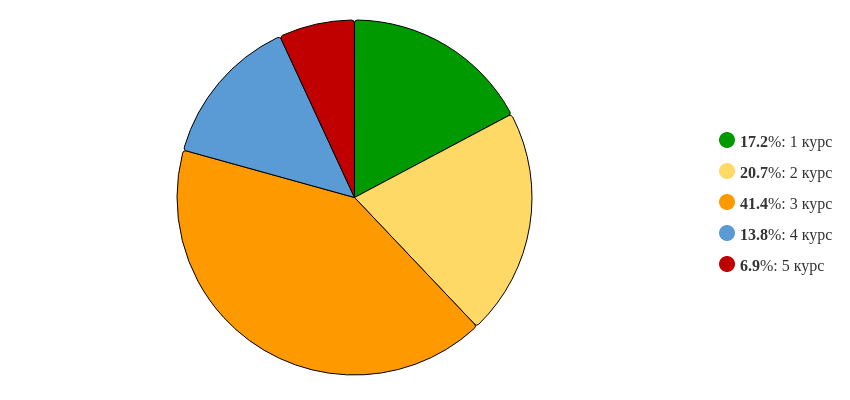 17.2%: 1 курс
20.7%: 2 курс
41.4%: 3 курс
13.8%: 4 курс
6.9%: 5 курс